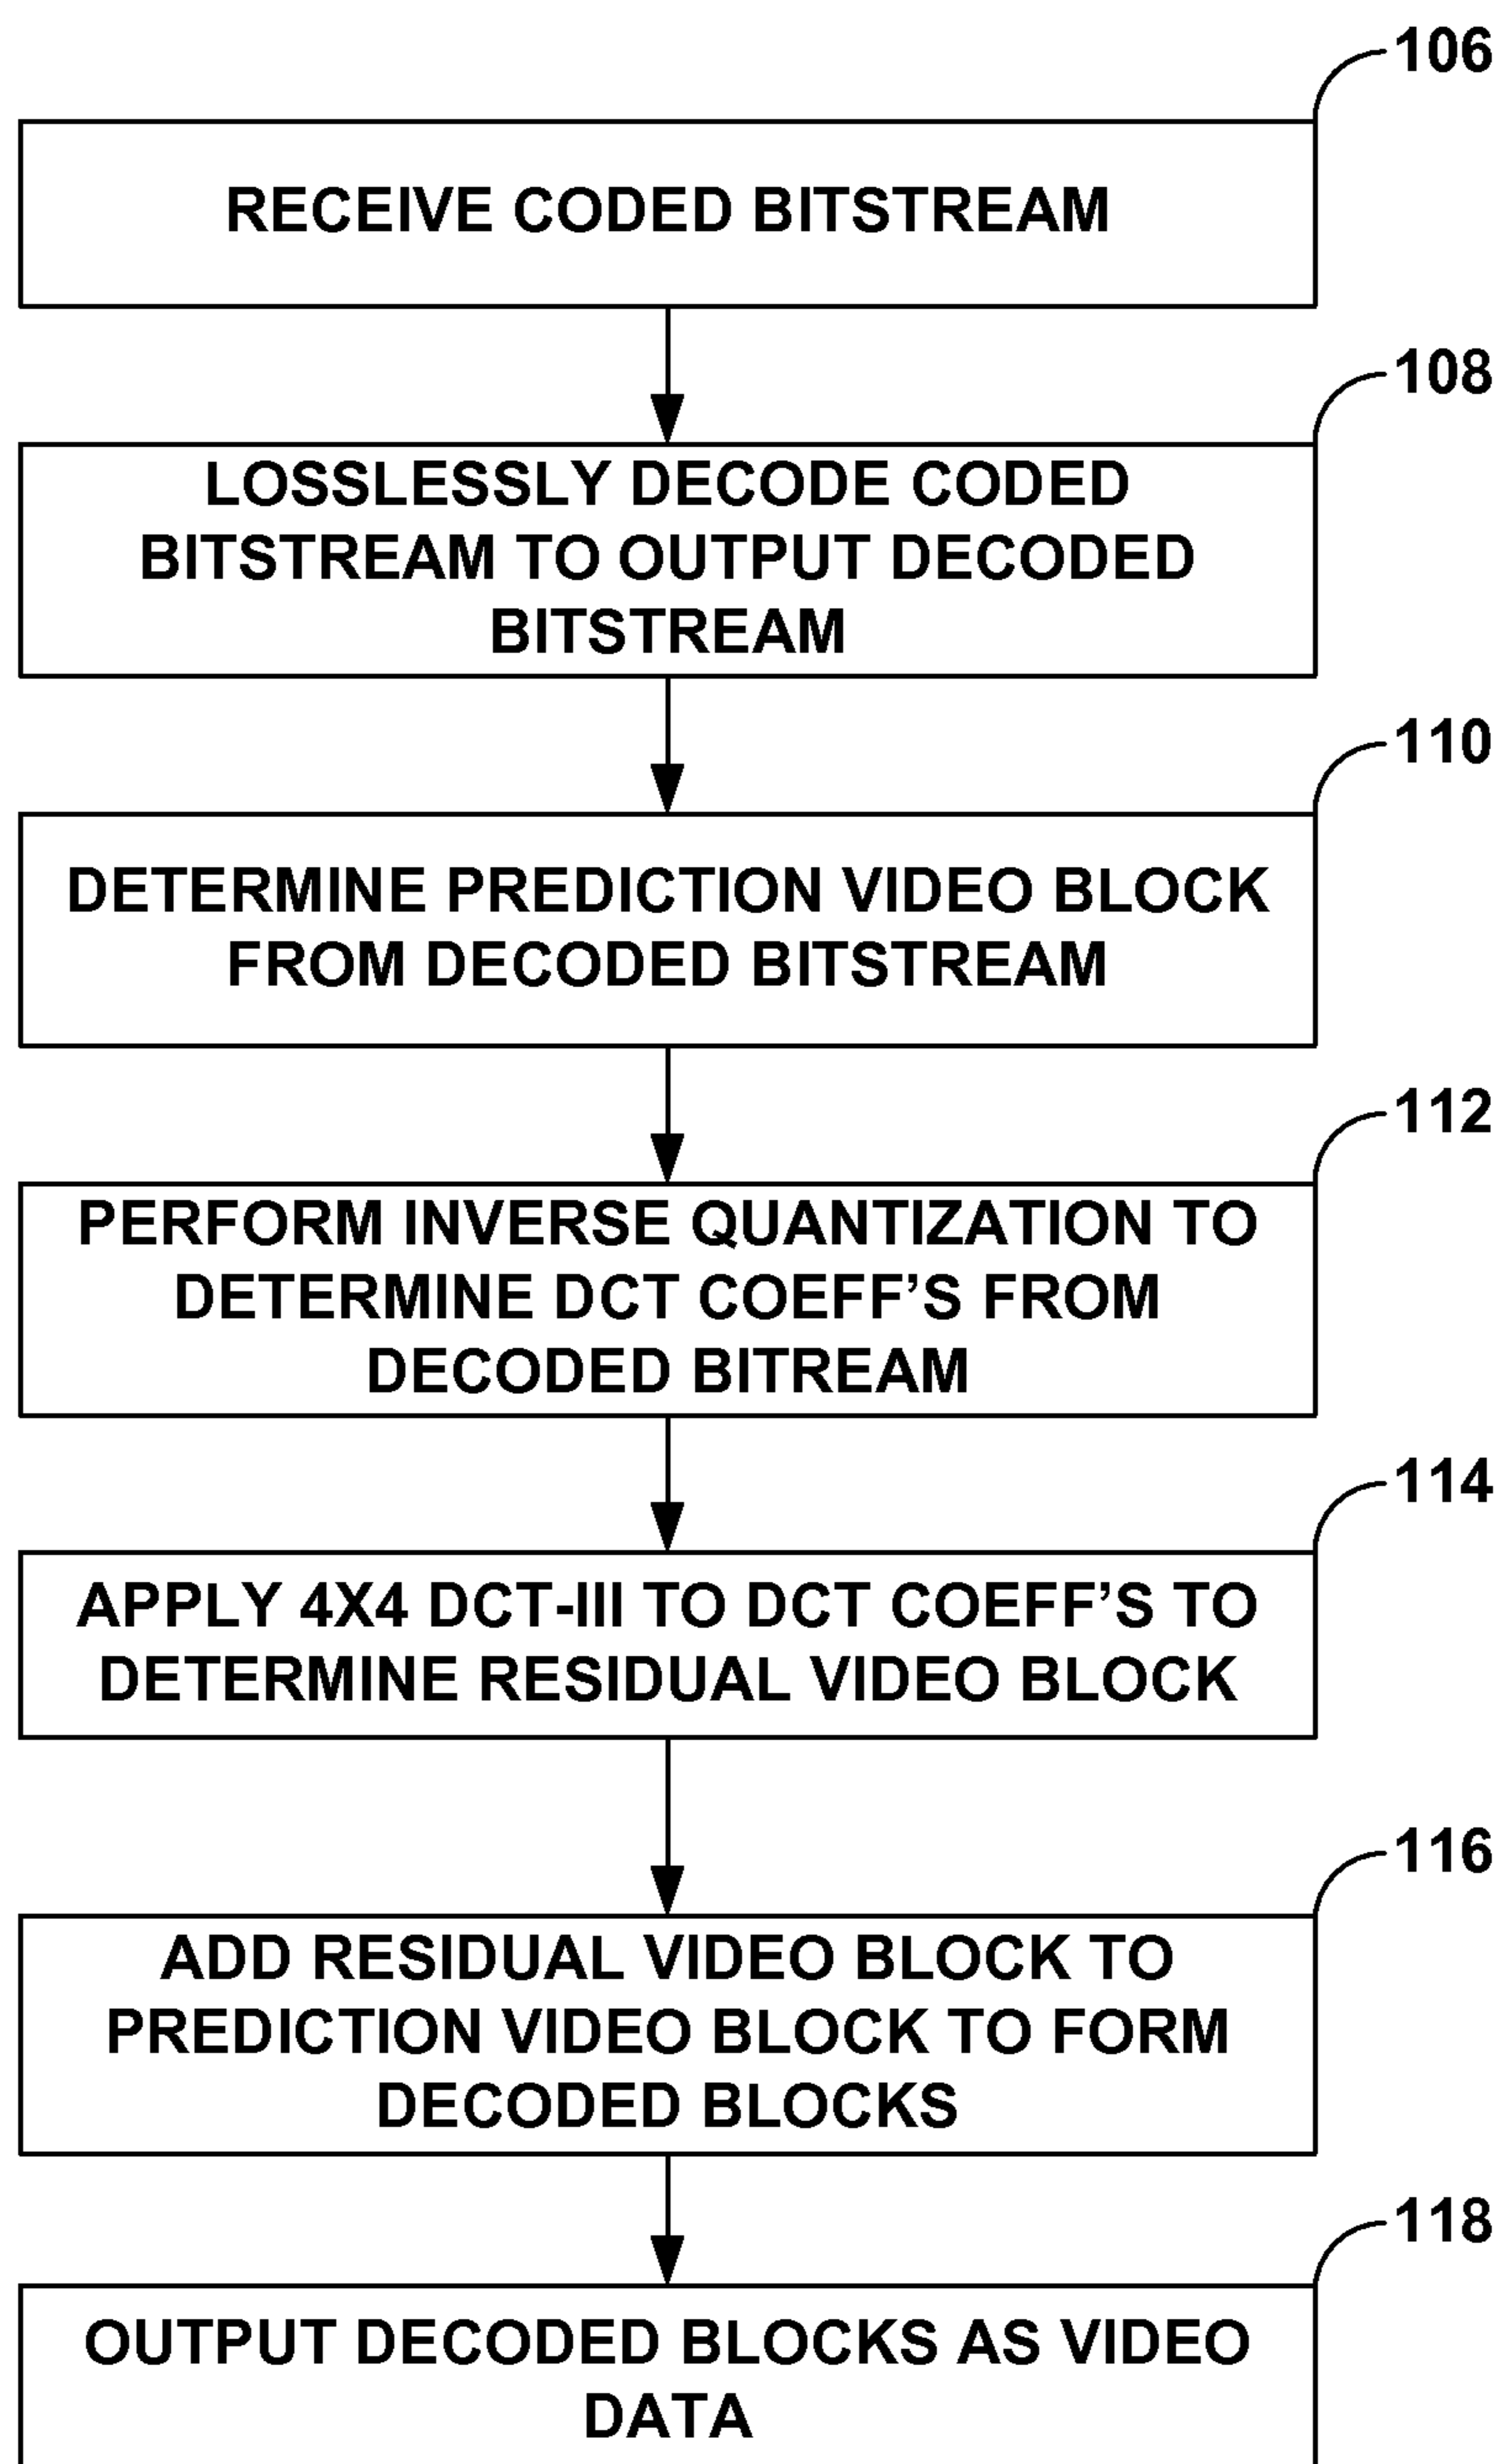 106
RECEIVE CODED BITSTREAM
108
LOSSLESSLY DECODE CODED
BITSTREAM TO OUTPUT DECODED
BITSTREAM
110
DETERMINE PREDICTION VIDEO BLOCK
FROM DECODED BITSTREAM
112
PERFORM INVERSE QUANTIZATION TO
DETERMINE DCT COEFF'S FROM
DECODED BITREAM
114
APPLY 4X4 DCT-III TO DCT COEFF'S TO
DETERMINE RESIDUAL VIDEO BLOCK
116
ADD RESIDUAL VIDEO BLOCK TO
PREDICTION VIDEO BLOCK TO FORM
DECODED BLOCKS
118
OUTPUT DECODED BLOCKS AS VIDEO
DATA